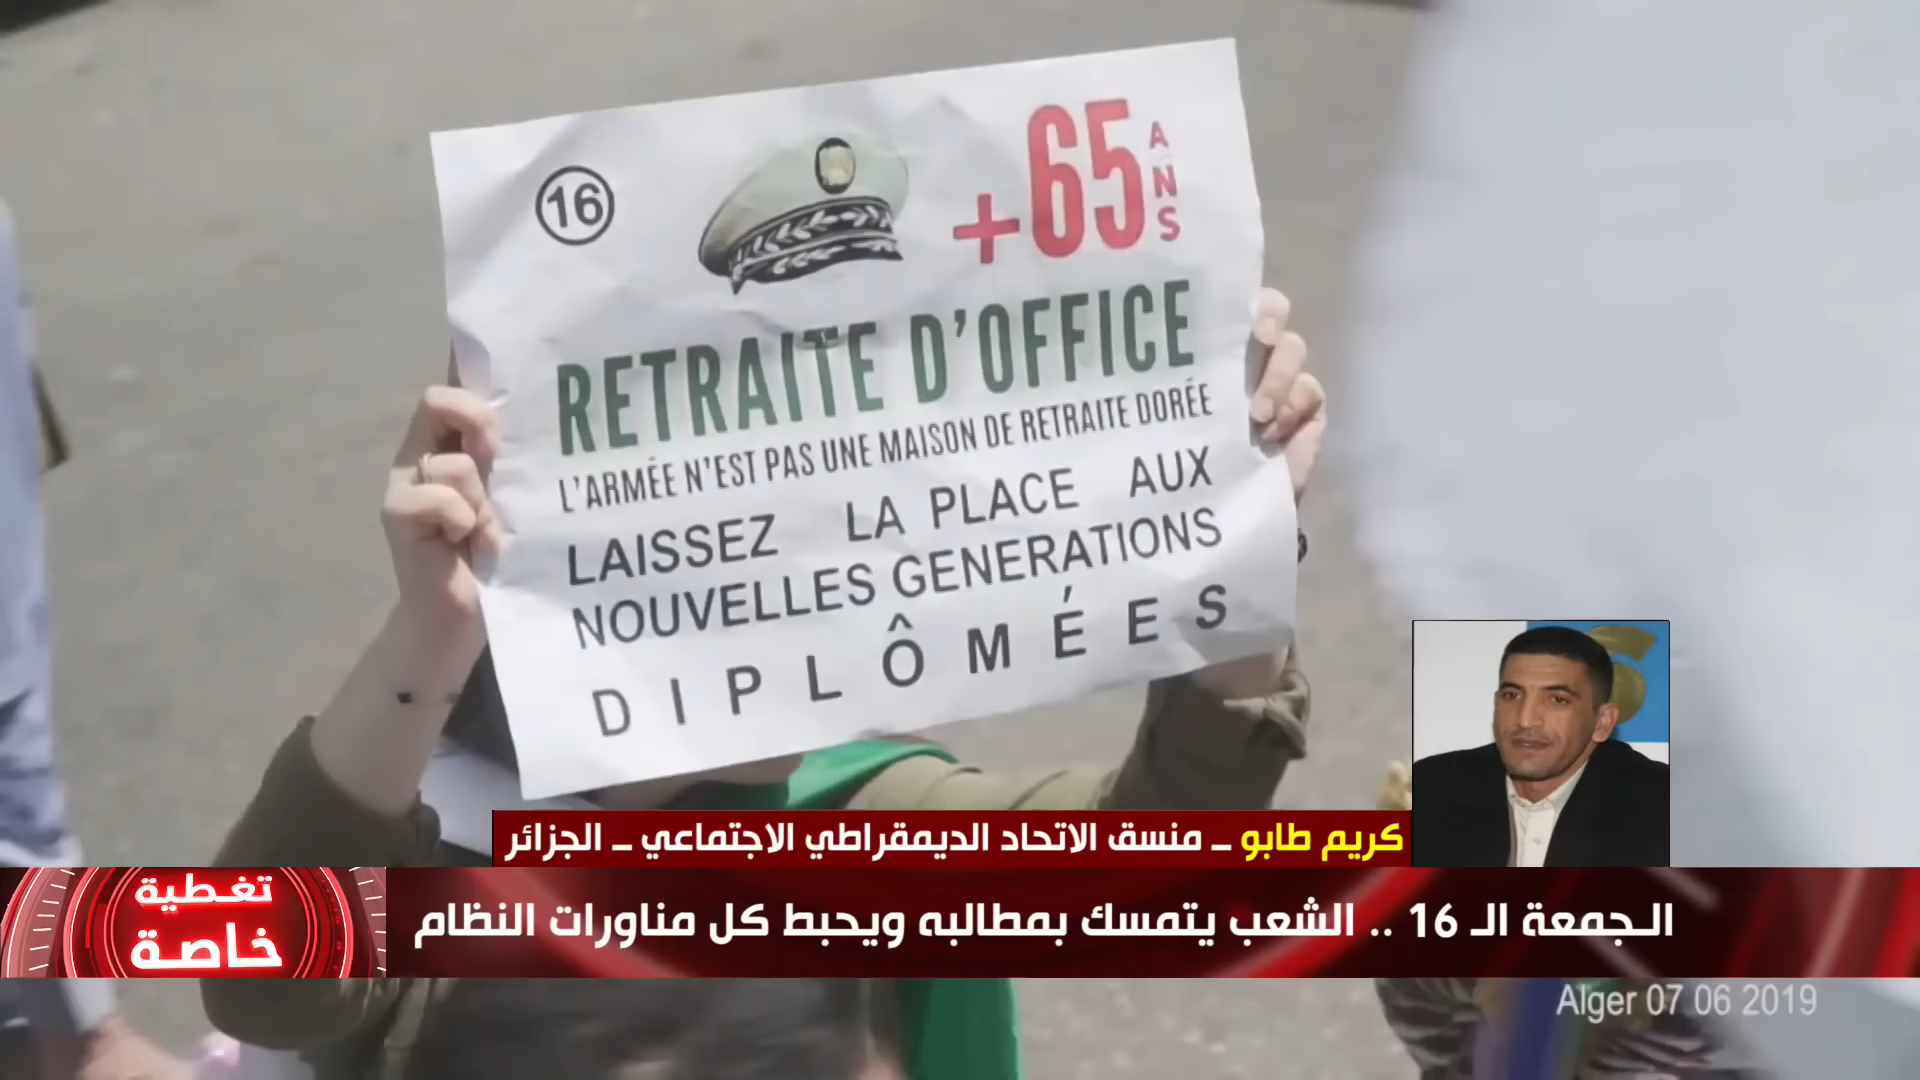 16
+65 ANS
RETRAITE D'OFFICE
L'ARMÉE N'EST PAS UNE MAISON DE RETRAITE DORÉE
LAISSEZ LA PLACE AUX
NOUVELLES GENERATIONS
DIPLÔMÉES
كريم طابو – منسق الاتحاد الديمقراطي الاجتماعي – الجزائر
تغطية
خاصة
الجمعة الـ 16 .. الشعب يتمسك بمطالبه ويحبط كل مناورات النظام
Alger 07 06 2019